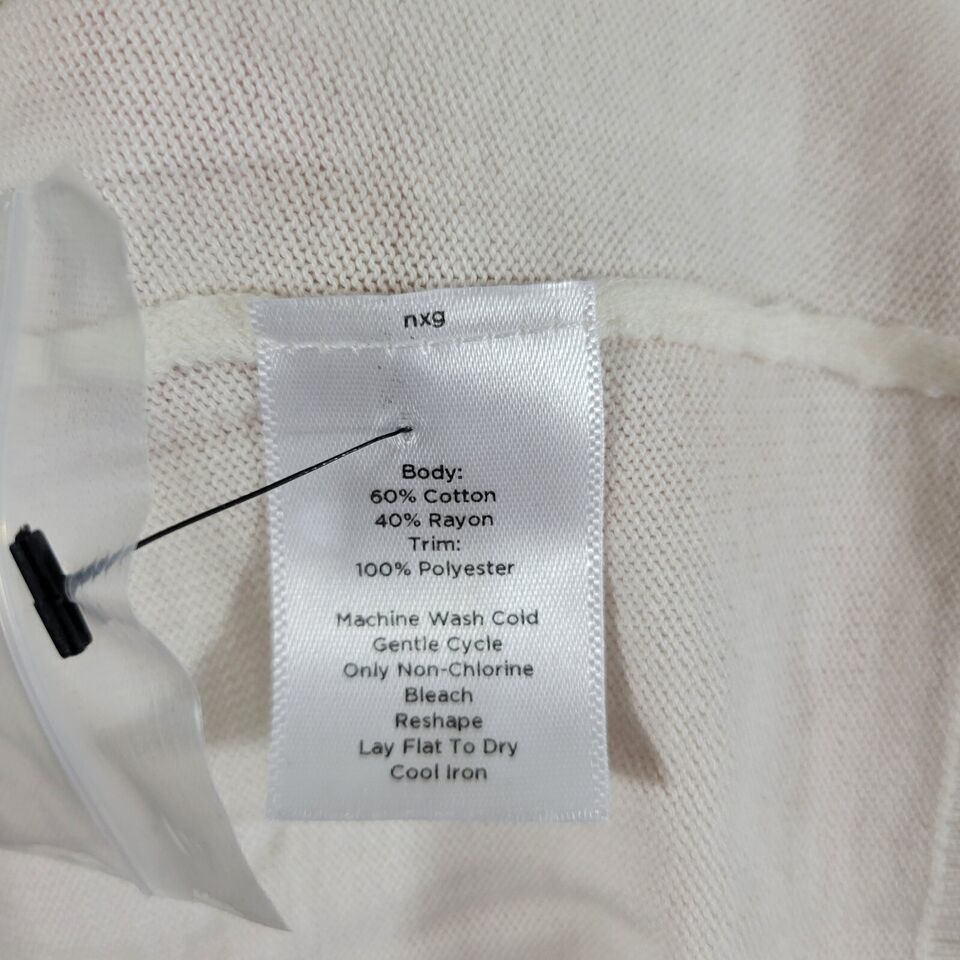 nxg
Body:
60% Cotton
40% Rayon
Trim:
100% Polyester
Machine Wash Cold
Gentle Cycle
Only Non-Chlorine
Bleach
Reshape
Lay Flat To Dry
Cool Iron